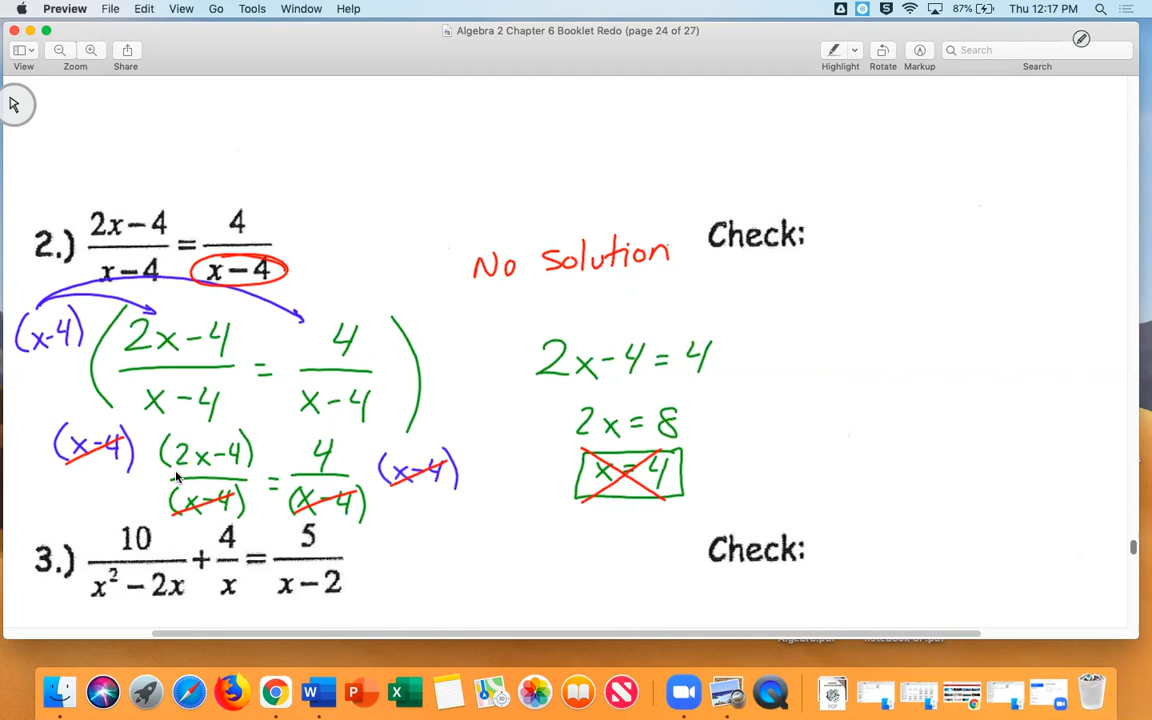 Preview File Edit View Go Tools Window Help 87% Thu 12:17 PM
Algebra 2 Chapter 6 Booklet Redo (page 24 of 27)
View Zoom Share Highlight Rotate Markup Search
Search
2.) (2x-4)/(x-4) = 4/(x-4)
No solution
Check:
(x-4) ( (2x-4)/(x-4) = 4/(x-4) )
2x-4 = 4
2x = 8
x = 4
(x-4) (2x-4)/(x-4) = 4/(x-4) (x-4)
3.) 10/(x²-2x) + 4/x = 5/(x-2)
Check: